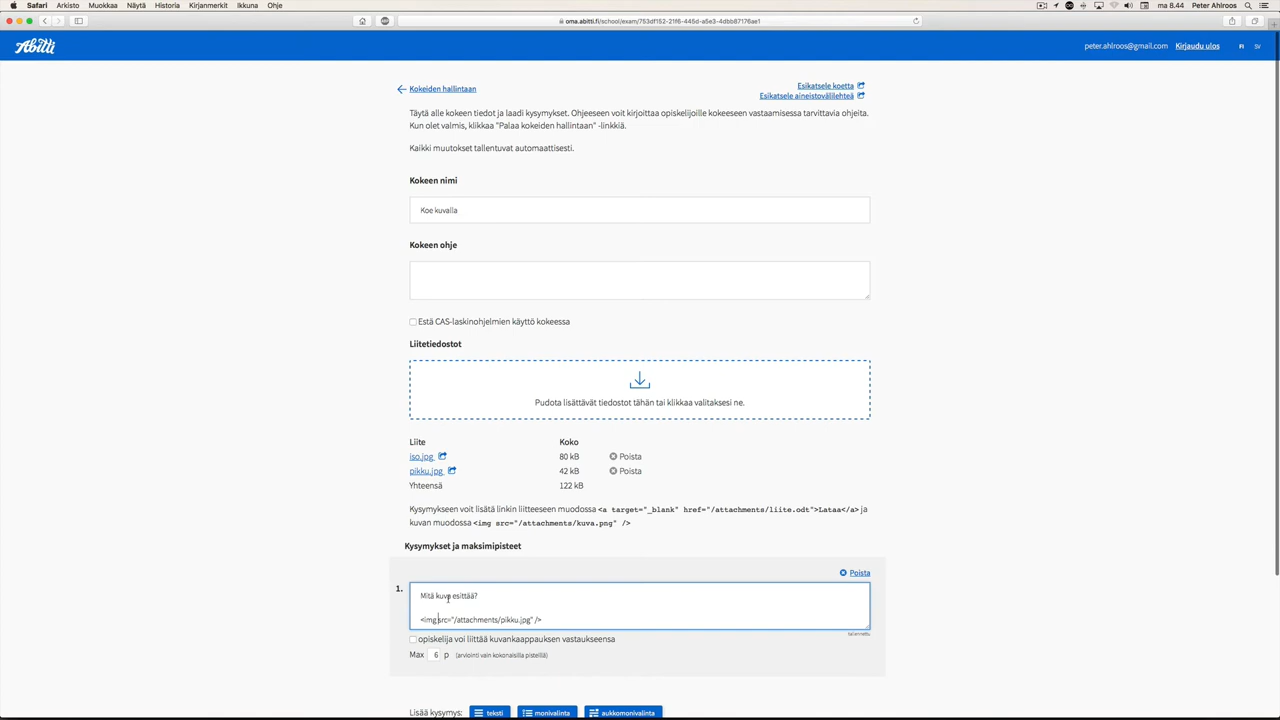 Safari Arkisto Muokkaa Näytä Historia Kirjanmerkit Ikkuna Ohje ma 8.44 Peter Ahlroos
oma.abitti.fi/school/exam/753df152-21f6-445d-a5e3-4dbb87176ae1
Abitti peter.ahlroos@gmail.com Kirjaudu ulos FI SV
Kokeiden hallintaan
Esikatsele koetta
Esikatsele aineistovälilehteä
Täytä alle kokeen tiedot ja laadi kysymykset. Ohjeeseen voit kirjoittaa opiskelijoille kokeeseen vastaamisessa tarvittavia ohjeita.
Kun olet valmis, klikkaa "Palaa kokeiden hallintaan" -linkkiä.
Kaikki muutokset tallentuvat automaattisesti.
Kokeen nimi
Koe kuvalla
Kokeen ohje
Estä CAS-laskinohjelmien käyttö kokeessa
Liitetiedostot
Pudota lisättävät tiedostot tähän tai klikkaa valitaksesi ne.
Liite Koko
iso.jpg 80 kB Poista
pikku.jpg 42 kB Poista
Yhteensä 122 kB
Kysymykseen voit lisätä linkin liitteeseen muodossa <a target="_blank" href="/attachments/liite.odt">Lataa</a> ja
kuvan muodossa <img src="/attachments/kuva.png" />
Kysymykset ja maksimipisteet
Poista
1. Mitä kuva esittää?
<img src="/attachments/pikku.jpg" />
tallennettu
opiskelija voi liittää kuvankaappauksen vastaukseensa
Max 6 p (arviointi vain kokonaisilla pisteillä)
Lisää kysymys: teksti monivalinta aukkomonivalinta